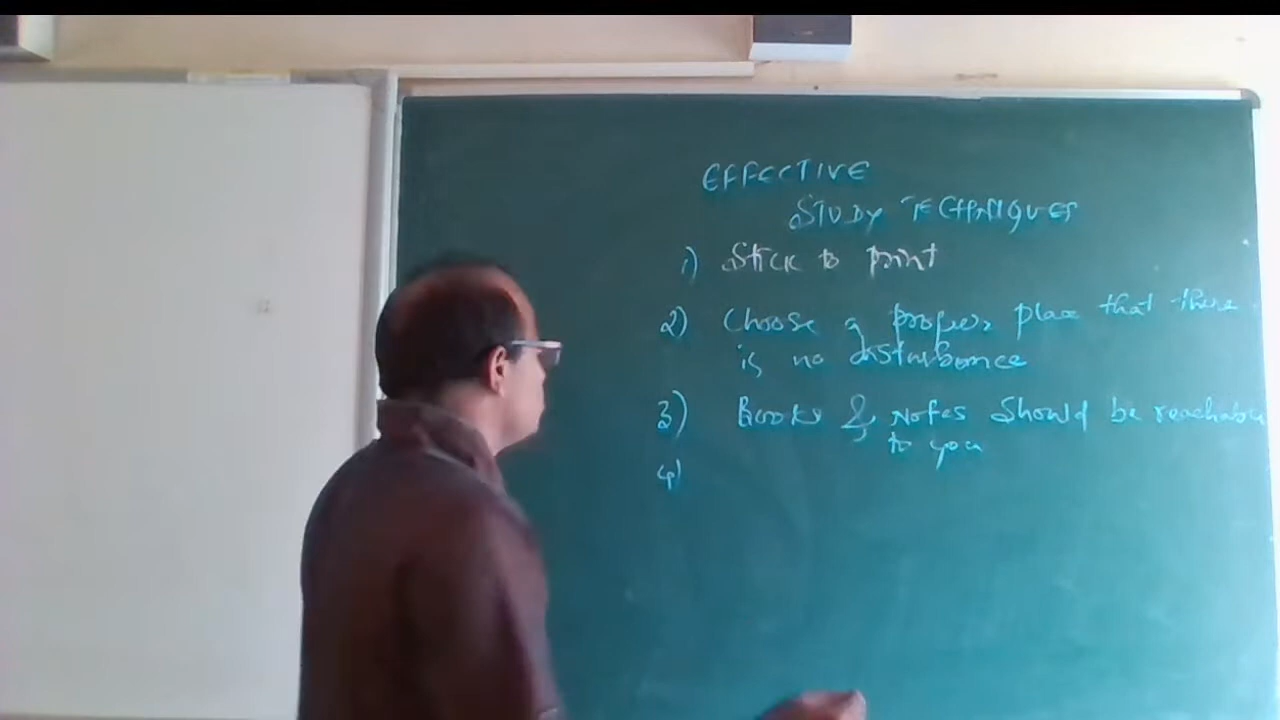 EFFECTIVE
STUDY TECHNIQUES
1) Stick to print
2) Choose a proper place that there
is no disturbance
3) Books & Notes should be reachable
to you
4)